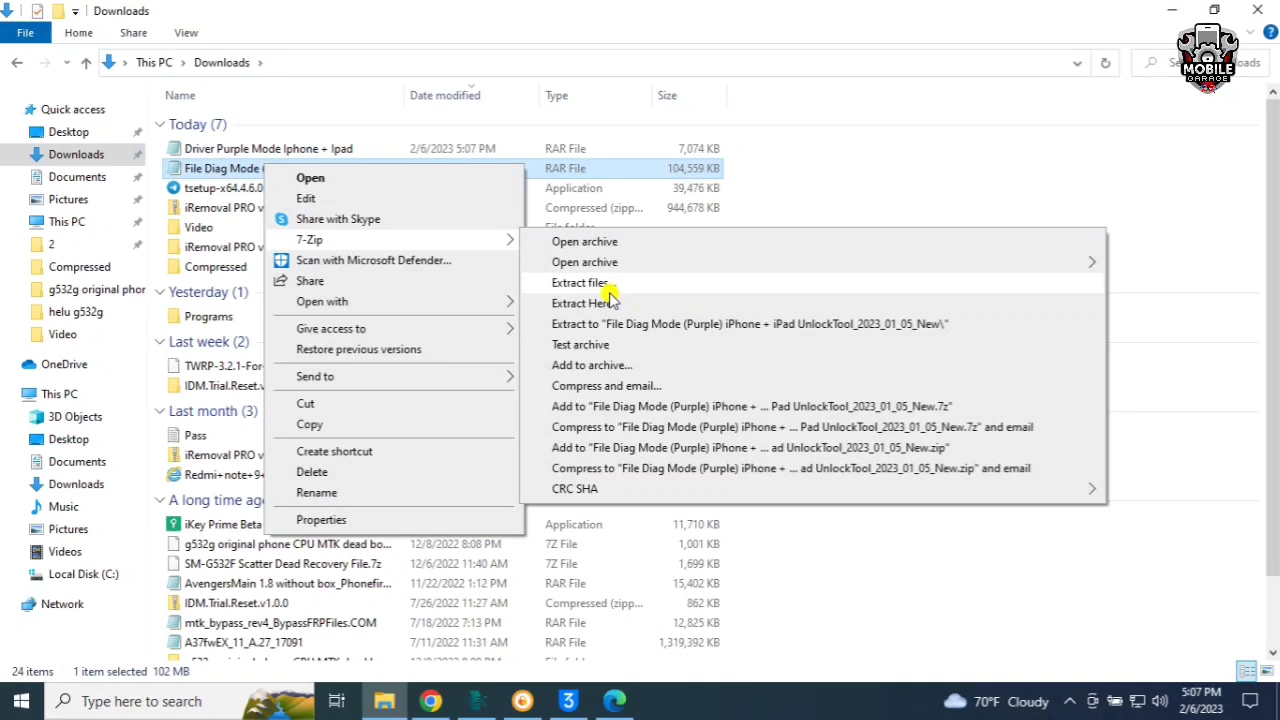 Downloads
File
Home
Share
View
This PC
Downloads
MOBILE
GARAGE
Quick access
Desktop
Downloads
Documents
Pictures
This PC
2
Compressed
g532g original phor
helu g532g
Video
OneDrive
This PC
3D Objects
Desktop
Documents
Downloads
Music
Pictures
Videos
Local Disk (C:)
Network
Name
Date modified
Type
Size
Today (7)
Driver Purple Mode Iphone + Ipad 2/6/2023 5:07 PM RAR File 7,074 KB
File Diag Mode RAR File 104,559 KB
tsetup-x64.4.6.0 Application 39,476 KB
iRemoval PRO v Compressed (zipp... 944,678 KB
Video
iRemoval PRO v
Compressed
Yesterday (1)
Programs
Last week (2)
TWRP-3.2.1-For-
IDM.Trial.Reset.v
Last month (3)
Pass
iRemoval PRO v
Redmi+note+9+
A long time ago
iKey Prime Beta Application 11,710 KB
g532g original phone CPU MTK dead bo... 12/8/2022 8:08 PM 7Z File 1,001 KB
SM-G532F Scatter Dead Recovery File.7z 12/6/2022 11:40 AM 7Z File 1,699 KB
AvengersMain 1.8 without box_Phonefir... 11/22/2022 1:12 PM RAR File 15,402 KB
IDM.Trial.Reset.v1.0.0 7/26/2022 11:27 AM Compressed (zipp... 862 KB
mtk_bypass_rev4_BypassFRPFiles.COM 7/18/2022 7:13 PM RAR File 12,825 KB
A37fwEX_11_A.27_17091 7/11/2022 11:31 AM RAR File 1,319,392 KB
Open
Edit
Share with Skype
7-Zip
Scan with Microsoft Defender...
Share
Open with
Give access to
Restore previous versions
Send to
Cut
Copy
Create shortcut
Delete
Rename
Properties
Open archive
Open archive
Extract files
Extract Here
Extract to "File Diag Mode (Purple) iPhone + iPad UnlockTool_2023_01_05_New\"
Test archive
Add to archive...
Compress and email...
Add to "File Diag Mode (Purple) iPhone + ... Pad UnlockTool_2023_01_05_New.7z"
Compress to "File Diag Mode (Purple) iPhone + ... Pad UnlockTool_2023_01_05_New.7z" and email
Add to "File Diag Mode (Purple) iPhone + ... ad UnlockTool_2023_01_05_New.zip"
Compress to "File Diag Mode (Purple) iPhone + ... ad UnlockTool_2023_01_05_New.zip" and email
CRC SHA
24 items 1 item selected 102 MB
Type here to search
70°F Cloudy
5:07 PM
2/6/2023